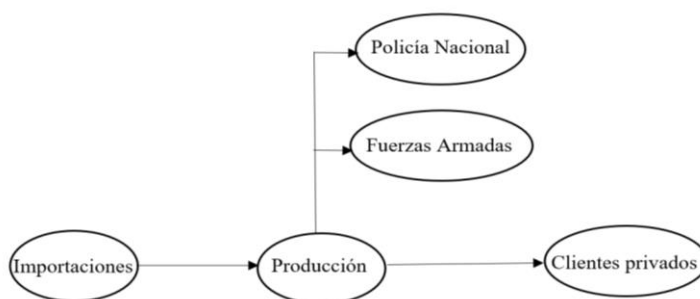 Policía Nacional
Fuerzas Armadas
Importaciones
Producción
Clientes privados